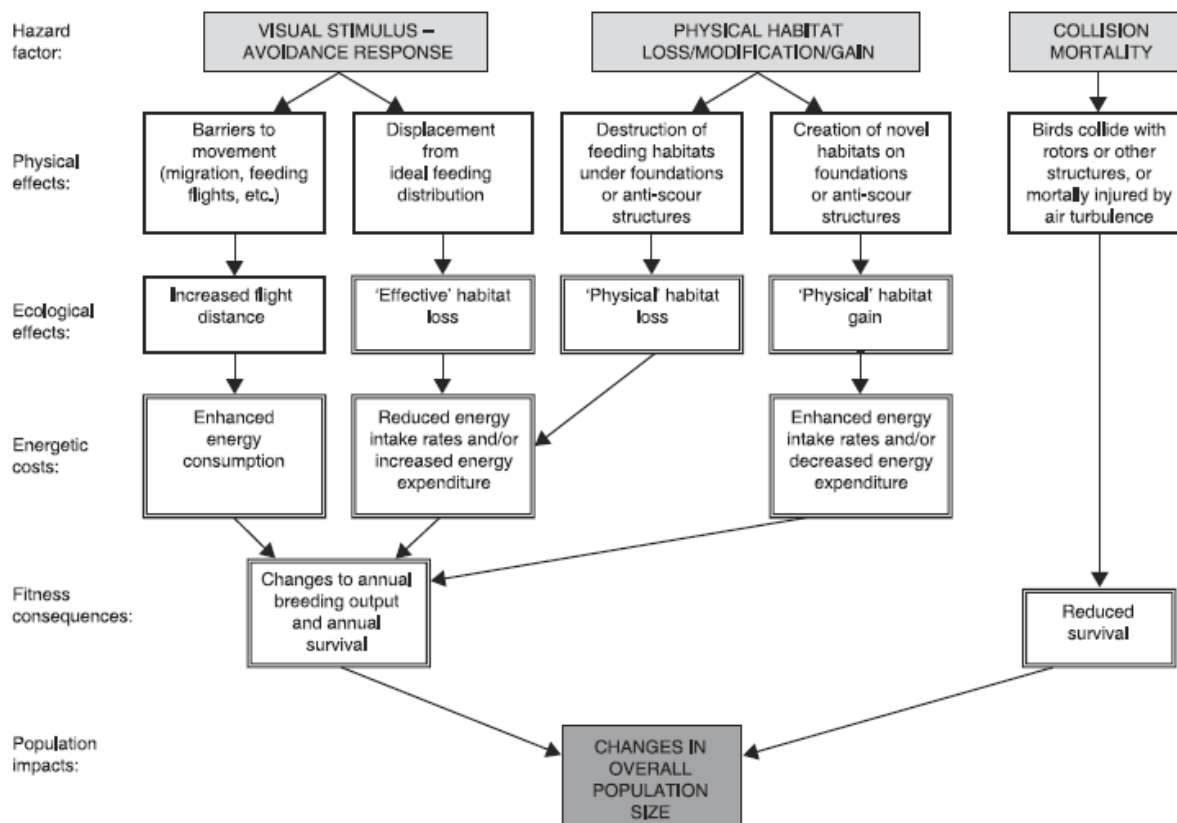 Hazard
factor:
VISUAL STIMULUS –
AVOIDANCE RESPONSE
PHYSICAL HABITAT
LOSS/MODIFICATION/GAIN
COLLISION
MORTALITY
Physical
effects:
Barriers to
movement
(migration, feeding
flights, etc.)
Displacement
from
ideal feeding
distribution
Destruction of
feeding habitats
under foundations
or anti-scour
structures
Creation of novel
habitats on
foundations
or anti-scour
structures
Birds collide with
rotors or other
structures, or
mortally injured by
air turbulence
Ecological
effects:
Increased flight
distance
'Effective' habitat
loss
'Physical' habitat
loss
'Physical' habitat
gain
Energetic
costs:
Enhanced
energy
consumption
Reduced energy
intake rates and/or
increased energy
expenditure
Enhanced energy
intake rates and/or
decreased energy
expenditure
Fitness
consequences:
Changes to annual
breeding output
and annual
survival
Reduced
survival
Population
impacts:
CHANGES IN
OVERALL
POPULATION
SIZE